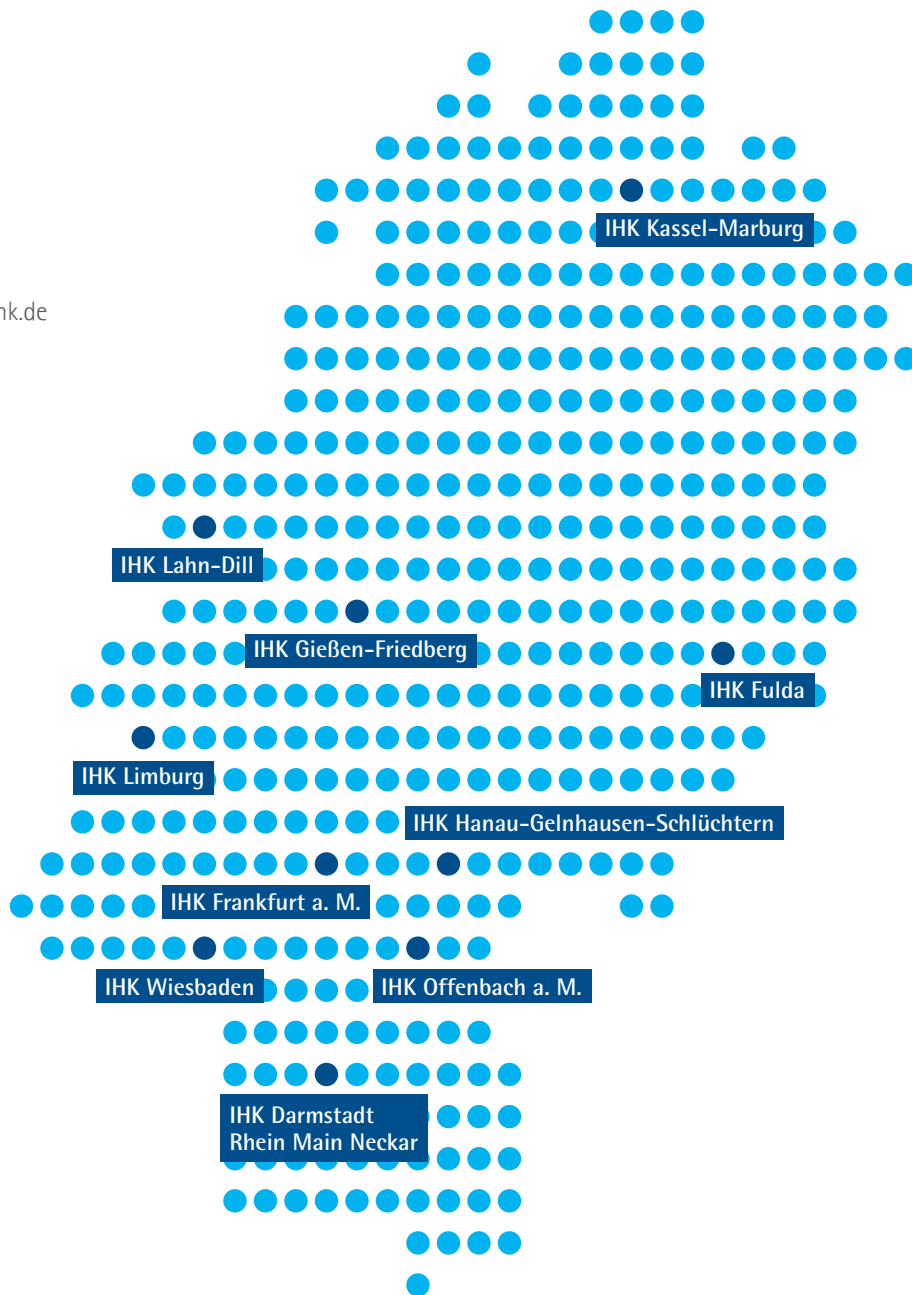 IHK Kassel-Marburg
nk.de
IHK Lahn-Dill
IHK Gießen-Friedberg
IHK Fulda
IHK Limburg
IHK Hanau-Gelnhausen-Schlüchtern
IHK Frankfurt a. M.
IHK Wiesbaden
IHK Offenbach a. M.
IHK Darmstadt
Rhein Main Neckar